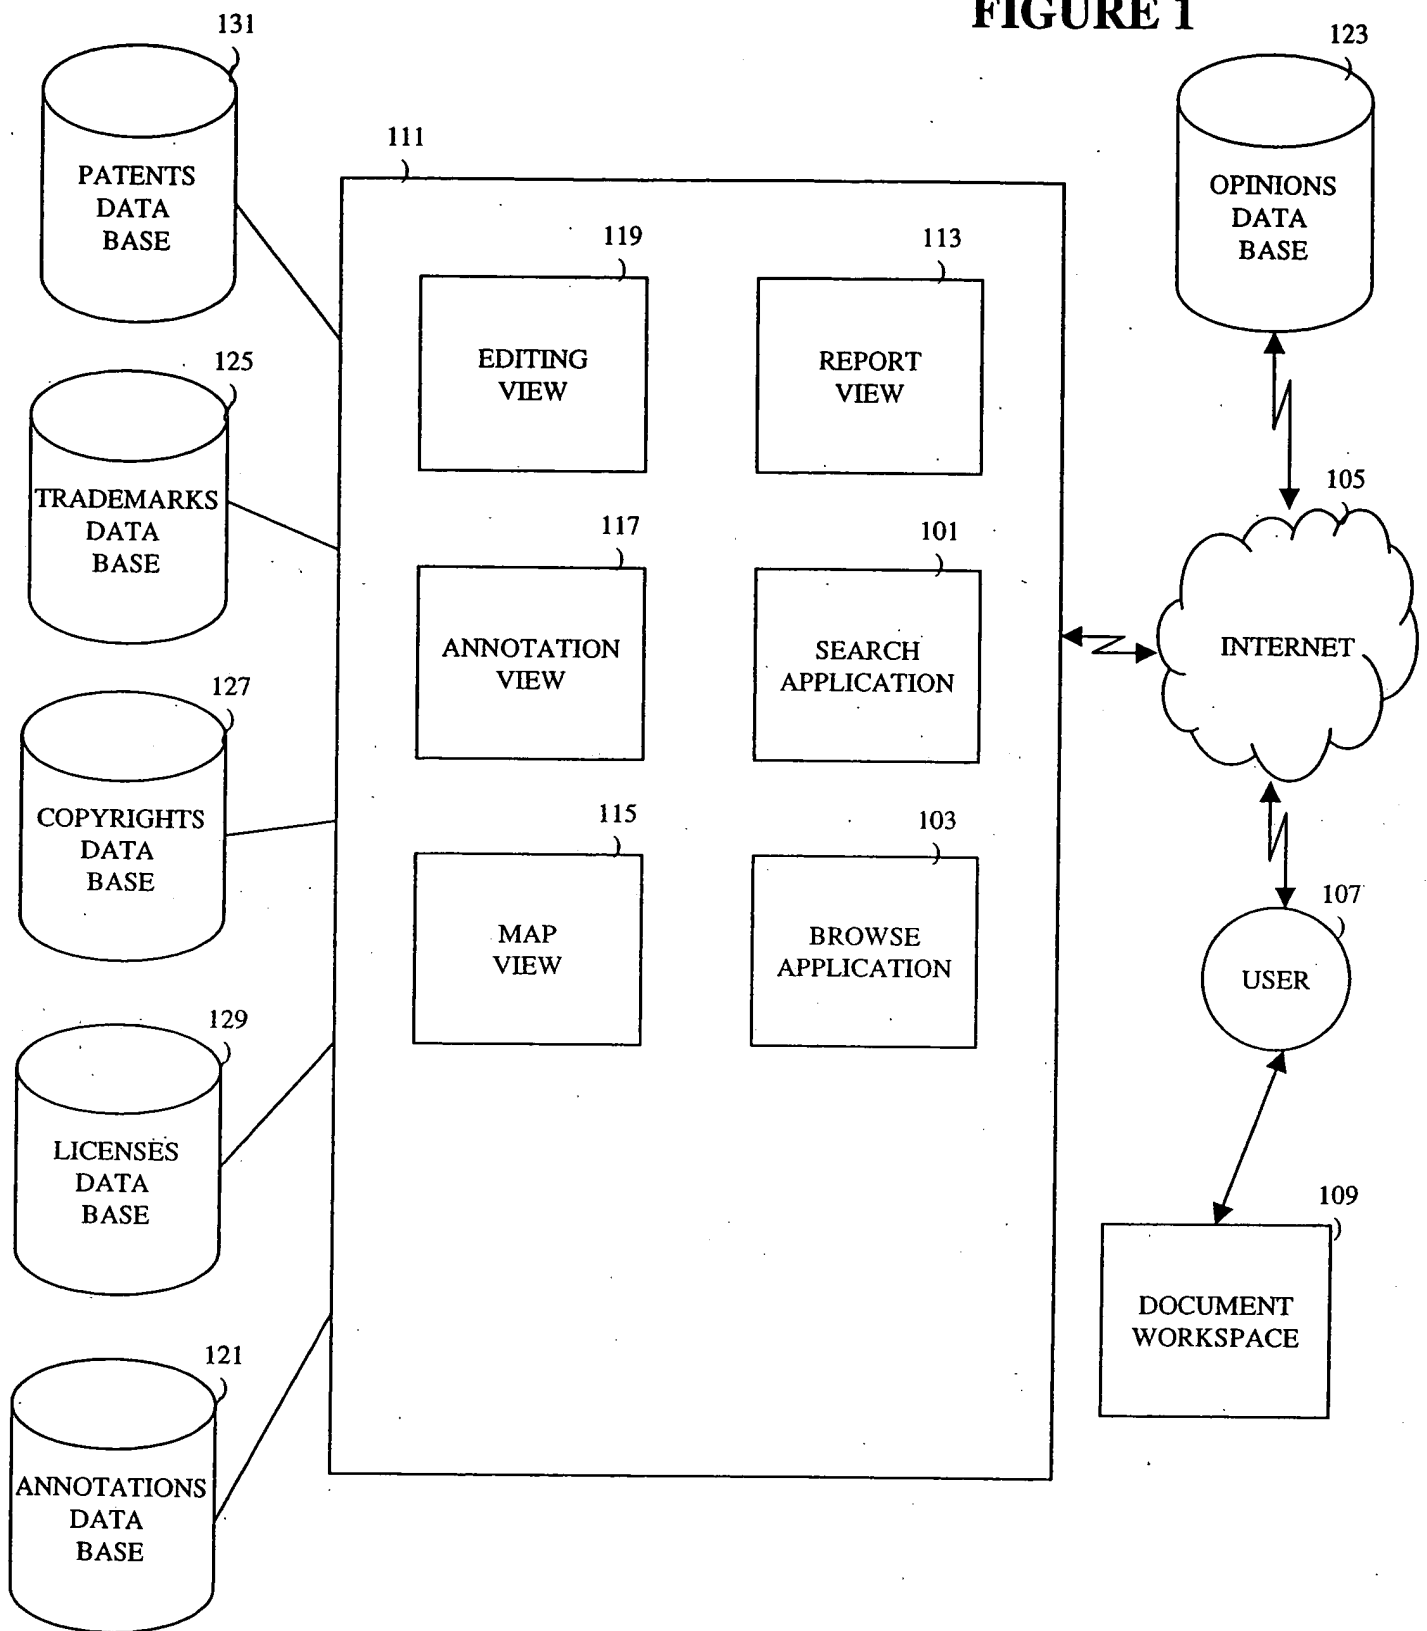 FIGURE 1
131
PATENTS
DATA
BASE
125
TRADEMARKS
DATA
BASE
127
COPYRIGHTS
DATA
BASE
129
LICENSES
DATA
BASE
121
ANNOTATIONS
DATA
BASE
111
119
EDITING
VIEW
113
REPORT
VIEW
117
ANNOTATION
VIEW
101
SEARCH
APPLICATION
115
MAP
VIEW
103
BROWSE
APPLICATION
123
OPINIONS
DATA
BASE
105
INTERNET
107
USER
109
DOCUMENT
WORKSPACE